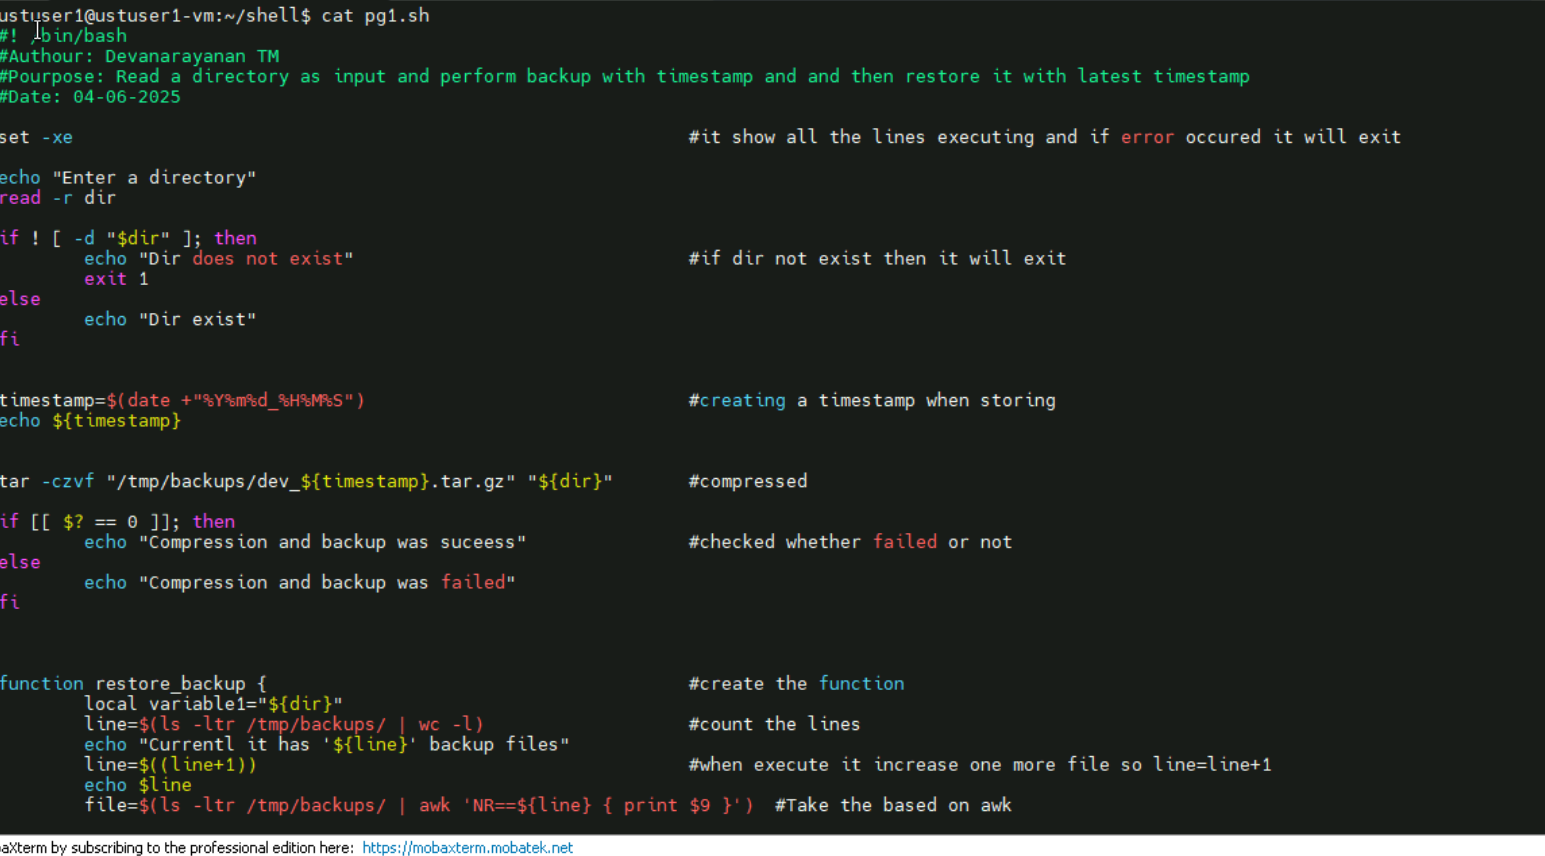 ustuser1@ustuser1-vm:~/shell$ cat pg1.sh
#! /bin/bash
#Authour: Devanarayanan TM
#Pourpose: Read a directory as input and perform backup with timestamp and and then restore it with latest timestamp
#Date: 04-06-2025
set -xe #it show all the lines executing and if error occured it will exit
echo "Enter a directory"
read -r dir
if ! [ -d "$dir" ]; then
echo "Dir does not exist" #if dir not exist then it will exit
exit 1
else
echo "Dir exist"
fi
timestamp=$(date +"%Y%m%d_%H%M%S") #creating a timestamp when storing
echo ${timestamp}
tar -czvf "/tmp/backups/dev_${timestamp}.tar.gz" "${dir}" #compressed
if [[ $? == 0 ]]; then
echo "Compression and backup was suceess" #checked whether failed or not
else
echo "Compression and backup was failed"
fi
function restore_backup { #create the function
local variable1="${dir}"
line=$(ls -ltr /tmp/backups/ | wc -l) #count the lines
echo "Currentl it has '${line}' backup files"
line=$((line+1)) #when execute it increase one more file so line=line+1
echo $line
file=$(ls -ltr /tmp/backups/ | awk 'NR==${line} { print $9 }') #Take the based on awk
baXterm by subscribing to the professional edition here: https://mobaxterm.mobatek.net